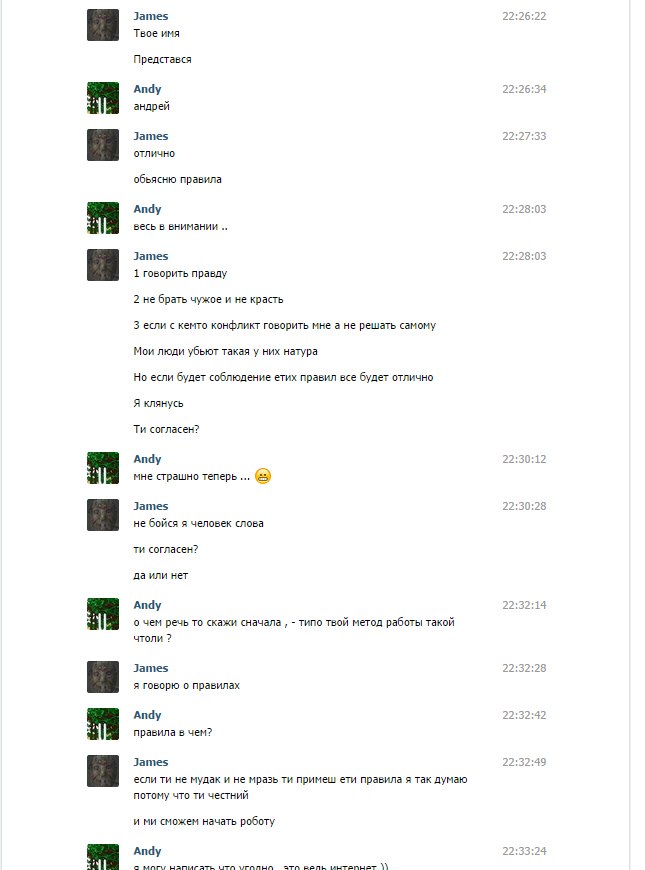 James 22:26:22
Твое имя
Представся
Andy 22:26:34
андрей
James 22:27:33
отлично
обьясню правила
Andy 22:28:03
весь в внимании ..
James 22:28:03
1 говорить правду
2 не брать чужое и не красть
3 если с кемто конфликт говорить мне а не решать самому
Мои люди убьют такая у них натура
Но если будет соблюдение етих правил все будет отлично
Я клянусь
Ти согласен?
Andy 22:30:12
мне страшно теперь ... 😬
James 22:30:28
не бойся я человек слова
ти согласен?
да или нет
Andy 22:32:14
о чем речь то скажи сначала , - типо твой метод работы такой
чтоли ?
James 22:32:28
я говорю о правилах
Andy 22:32:42
правила в чем?
James 22:32:49
если ти не мудак и не мразь ти примеш ети правила я так думаю
потому что ти честний
и ми сможем начать роботу
Andy 22:33:24
я могу написать что угодно , это ведь интернет ))